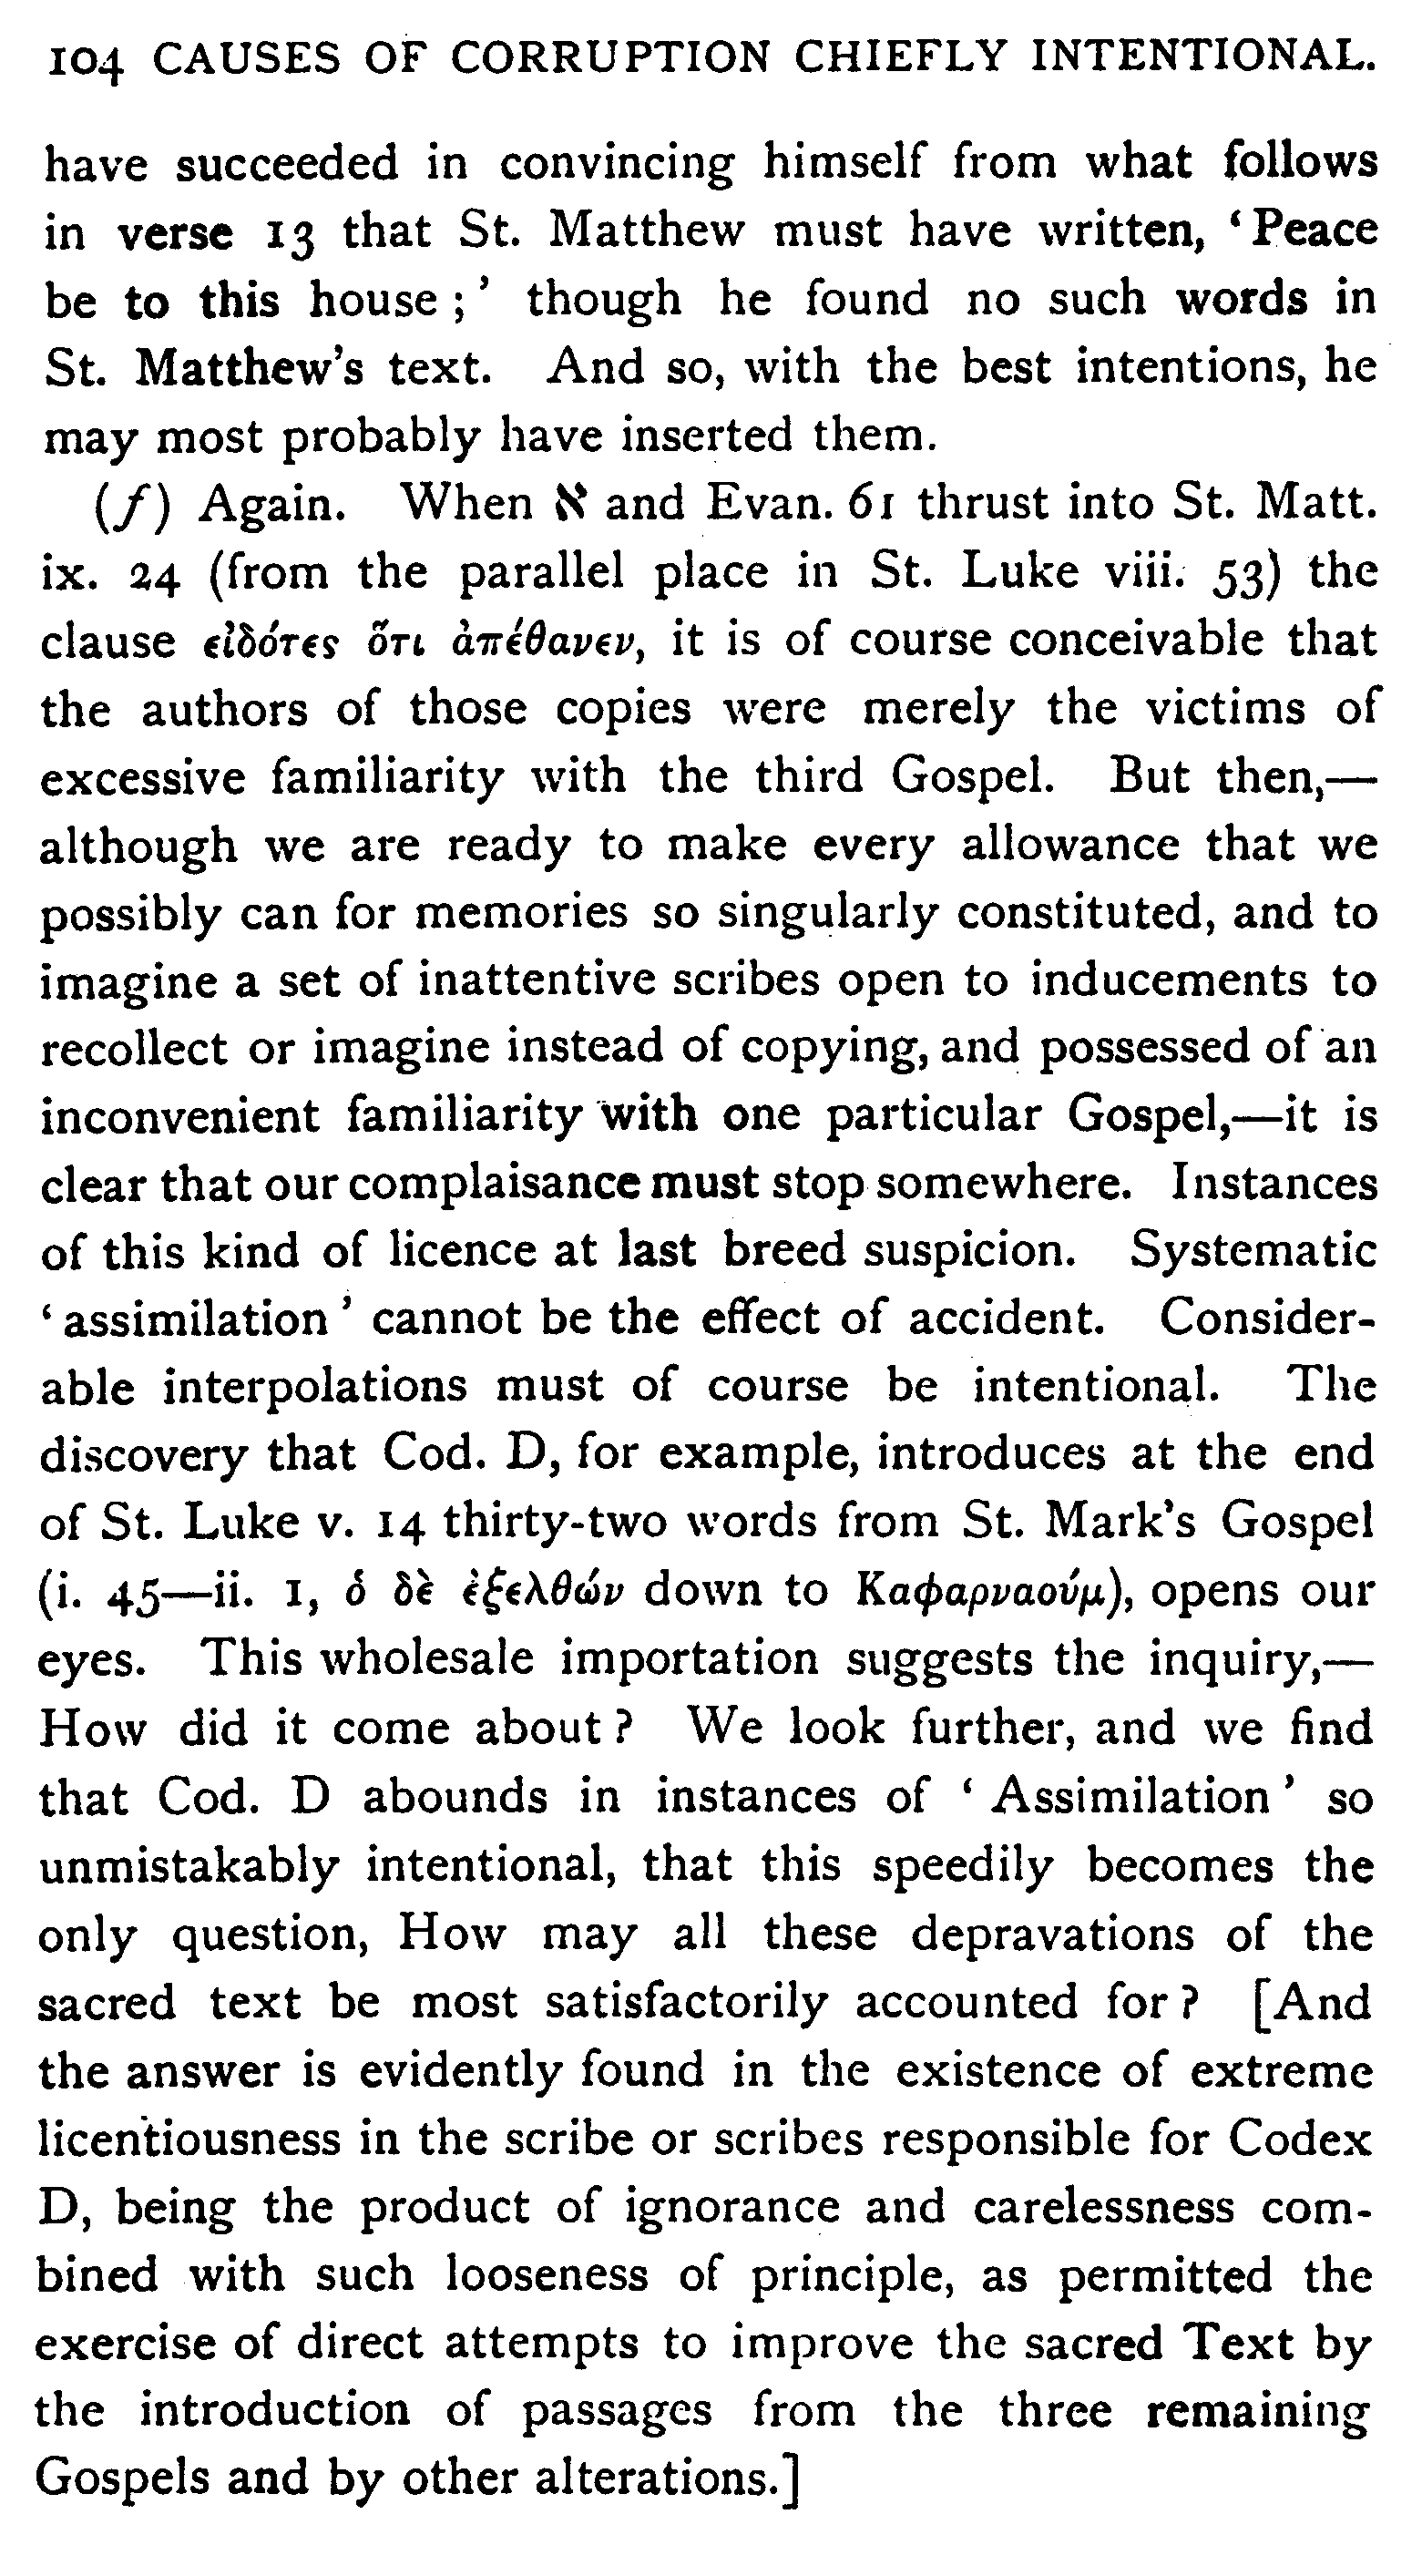 104 CAUSES OF CORRUPTION CHIEFLY INTENTIONAL.
have succeeded in convincing himself from what follows
in verse 13 that St. Matthew must have written, ‘Peace
be to this house ;’ though he found no such words in
St. Matthew’s text. And so, with the best intentions, he
may most probably have inserted them.
(f) Again. When א and Evan. 61 thrust into St. Matt.
ix. 24 (from the parallel place in St. Luke viii. 53) the
clause εἰδότες ὅτι ἀπέθανεν, it is of course conceivable that
the authors of those copies were merely the victims of
excessive familiarity with the third Gospel. But then,—
although we are ready to make every allowance that we
possibly can for memories so singularly constituted, and to
imagine a set of inattentive scribes open to inducements to
recollect or imagine instead of copying, and possessed of an
inconvenient familiarity with one particular Gospel,—it is
clear that our complaisance must stop somewhere. Instances
of this kind of licence at last breed suspicion. Systematic
‘assimilation’ cannot be the effect of accident. Consider-
able interpolations must of course be intentional. The
discovery that Cod. D, for example, introduces at the end
of St. Luke v. 14 thirty-two words from St. Mark’s Gospel
(i. 45—ii. 1, ὁ δὲ ἐξελθών down to Καφαρναούμ), opens our
eyes. This wholesale importation suggests the inquiry,—
How did it come about? We look further, and we find
that Cod. D abounds in instances of ‘Assimilation’ so
unmistakably intentional, that this speedily becomes the
only question, How may all these depravations of the
sacred text be most satisfactorily accounted for? [And
the answer is evidently found in the existence of extreme
licentiousness in the scribe or scribes responsible for Codex
D, being the product of ignorance and carelessness com-
bined with such looseness of principle, as permitted the
exercise of direct attempts to improve the sacred Text by
the introduction of passages from the three remaining
Gospels and by other alterations.]